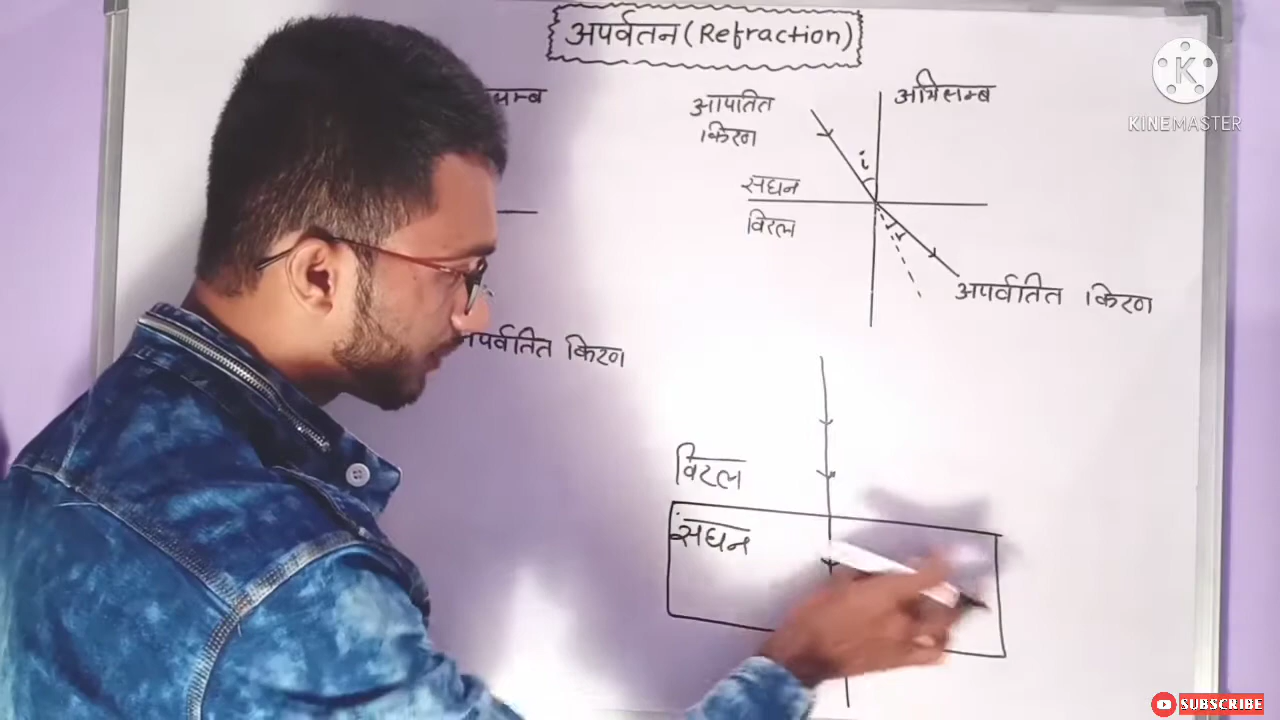 अपर्वतन (Refraction)
लम्ब
आपतित
किरण
अभिलम्ब
i
सघन
विरल
r
अपर्वतित किरण
पर्वतित किरण
विरल
सघन
KINEMASTER
SUBSCRIBE